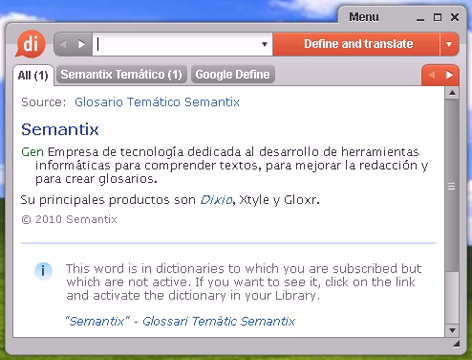 Menu
di
Define and translate
All (1) Semantix Temático (1) Google Define
Source: Glosario Temático Semantix
Semantix
Gen Empresa de tecnología dedicada al desarrollo de herramientas
informáticas para comprender textos, para mejorar la redacción y
para crear glosarios.
Su principales productos son Dixio, Xtyle y Gloxr.
© 2010 Semantix
i
This word is in dictionaries to which you are subscribed but
which are not active. If you want to see it, click on the link
and activate the dictionary in your Library.
"Semantix" - Glossari Temàtic Semantix